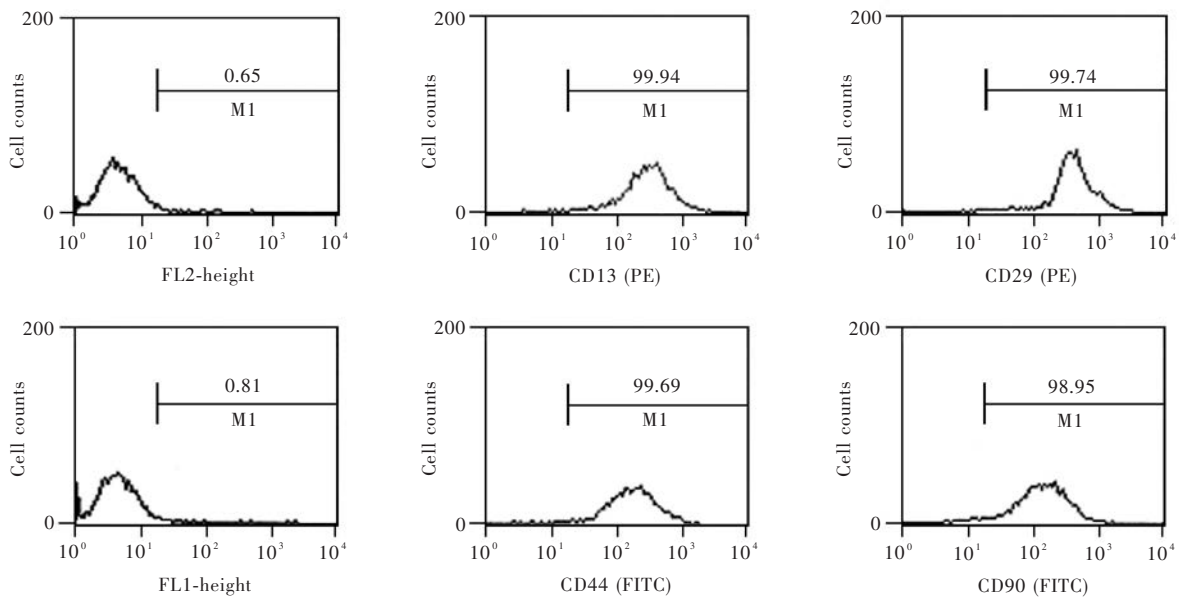 200
0.65
M1
Cell counts
0
10⁰ 10¹ 10² 10³ 10⁴
FL2-height
200
99.94
M1
Cell counts
0
10⁰ 10² 10³ 10⁴
CD13 (PE)
200
99.74
M1
Cell counts
0
10⁰ 10¹ 10² 10³ 10⁴
CD29 (PE)
200
0.81
M1
Cell counts
0
10⁰ 10¹ 10² 10³ 10⁴
FL1-height
200
99.69
M1
Cell counts
0
10⁰ 10² 10³ 10⁴
CD44 (FITC)
200
98.95
M1
Cell counts
0
10⁰ 10¹ 10² 10³ 10⁴
CD90 (FITC)